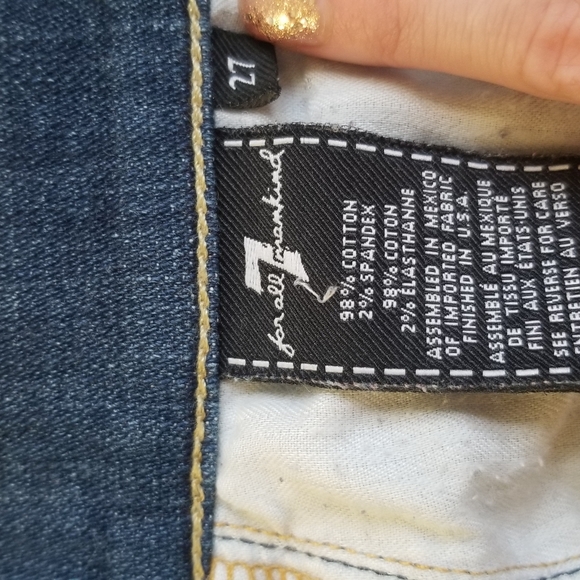 27
for all 7 mankind
98% COTTON
2% SPANDEX
98% COTON
2% ELASTHANNE
ASSEMBLED IN MEXICO
OF IMPORTED FABRIC
FINISHED IN U.S.A.
ASSEMBLÉ AU MEXIQUE
DE TISSU IMPORTÉ
FINI AUX ÉTATS-UNIS
SEE REVERSE FOR CARE
ENTRETIEN AU VERSO